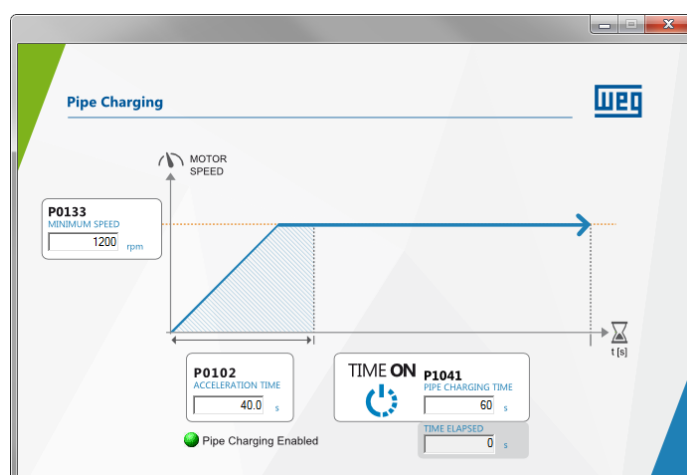 Pipe Charging
WEG
MOTOR
SPEED
P0133
MINIMUM SPEED
1200 rpm
t [s]
P0102
ACCELERATION TIME
40.0 s
TIME ON
P1041
PIPE CHARGING TIME
60 s
TIME ELAPSED
0 s
Pipe Charging Enabled